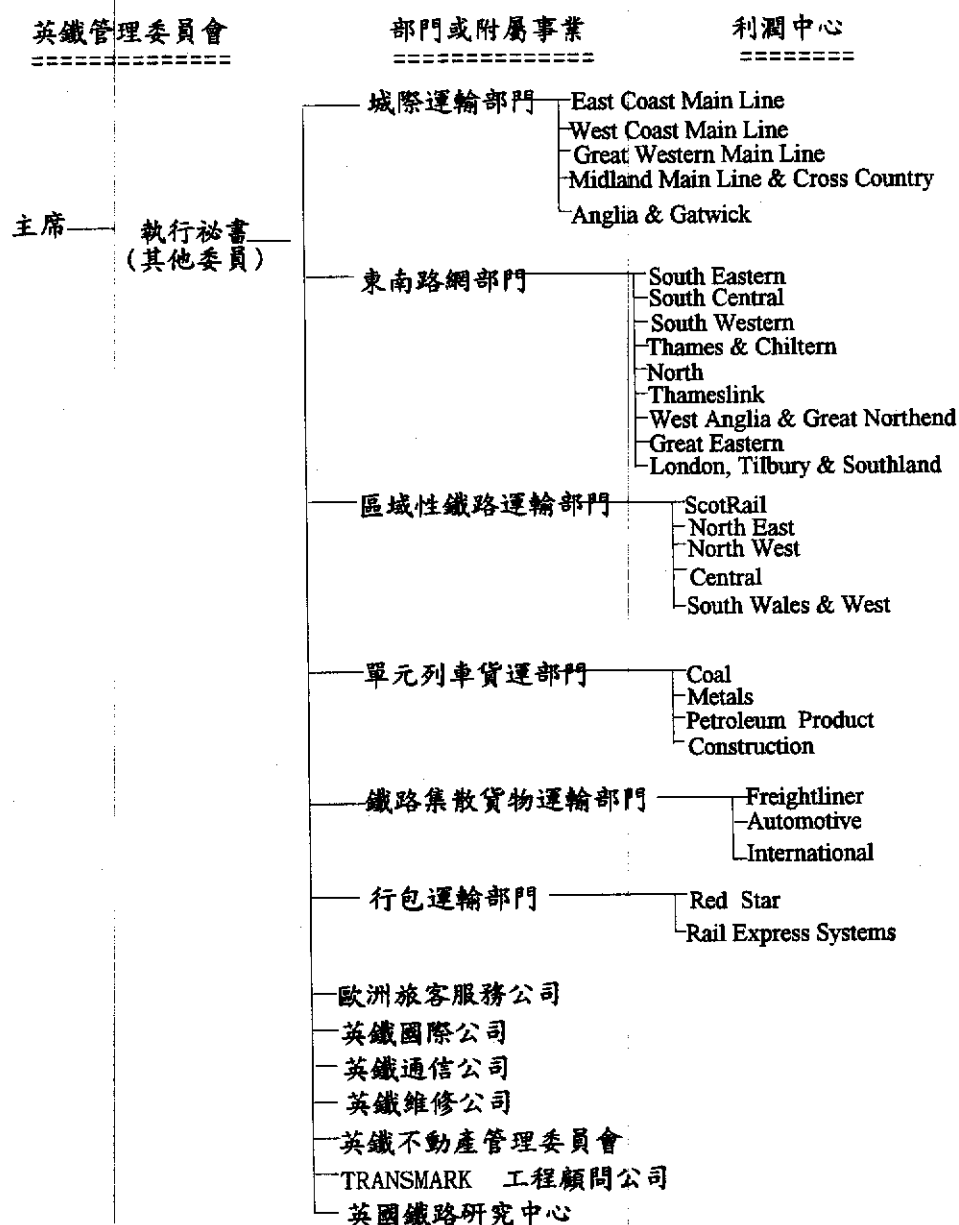 英鐵管理委員會 部門或附屬事業 利潤中心
============== ============== ========
城際運輸部門 East Coast Main Line
West Coast Main Line
Great Western Main Line
Midland Main Line & Cross Country
Anglia & Gatwick
主席 執行祕書
(其他委員)
東南路網部門 South Eastern
South Central
South Western
Thames & Chiltern
North
Thameslink
West Anglia & Great Northend
Great Eastern
London, Tilbury & Southland
區域性鐵路運輸部門 ScotRail
North East
North West
Central
South Wales & West
單元列車貨運部門 Coal
Metals
Petroleum Product
Construction
鐵路集散貨物運輸部門 Freightliner
Automotive
International
行包運輸部門 Red Star
Rail Express Systems
歐洲旅客服務公司
英鐵國際公司
英鐵通信公司
英鐵維修公司
英鐵不動產管理委員會
TRANSMARK 工程顧問公司
英國鐵路研究中心